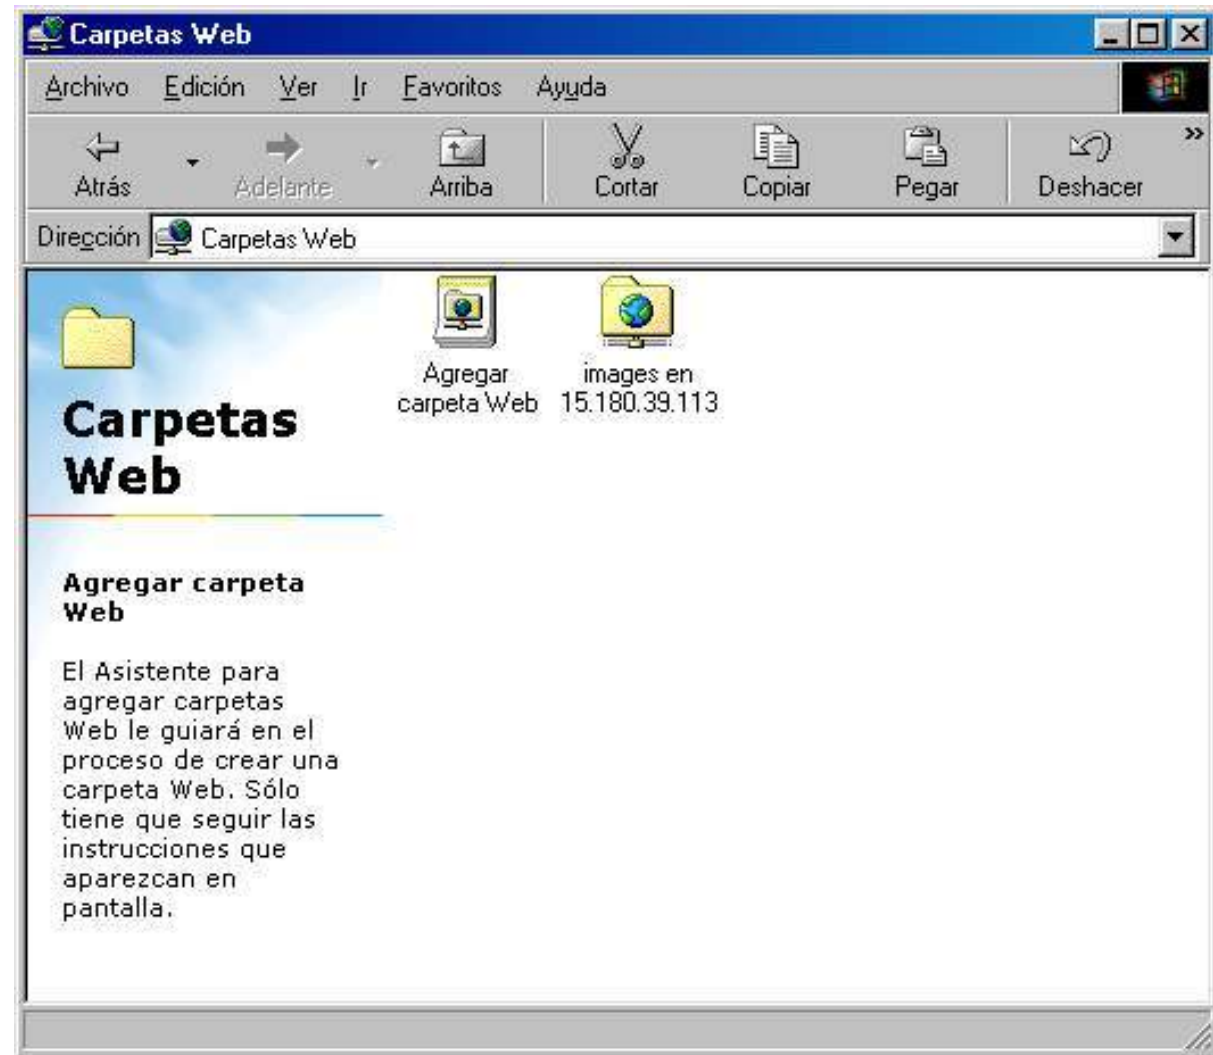 Carpetas Web
Archivo Edición Ver Ir Favoritos Ayuda
Atrás Adelante Arriba Cortar Copiar Pegar Deshacer »
Dirección Carpetas Web
Agregar
carpeta Web
images en
15.180.39.113
Carpetas
Web
Agregar carpeta
Web
El Asistente para
agregar carpetas
Web le guiará en el
proceso de crear una
carpeta Web. Sólo
tiene que seguir las
instrucciones que
aparezcan en
pantalla.